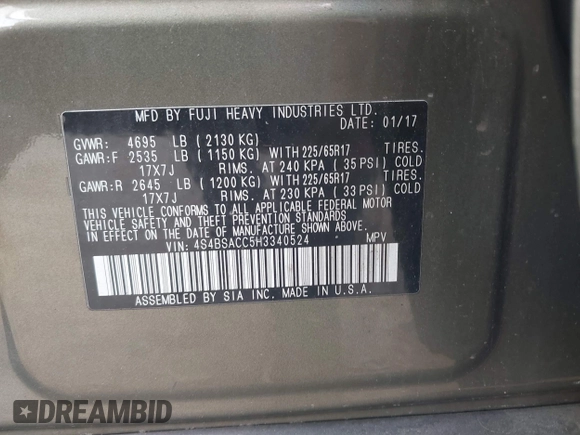 MFD BY FUJI HEAVY INDUSTRIES LTD.
DATE: 01/17
GVWR: 4695 LB ( 2130 KG)
GAWR:F 2535 LB ( 1150 KG) WITH 225/65R17 TIRES.
17X7J RIMS. AT 240 KPA ( 35 PSI) COLD
GAWR:R 2645 LB ( 1200 KG) WITH 225/65R17 TIRES.
17X7J RIMS. AT 230 KPA ( 33 PSI) COLD
THIS VEHICLE CONFORMS TO ALL APPLICABLE FEDERAL MOTOR
VEHICLE SAFETY AND BUMPER AND THEFT PREVENTION STANDARDS
IN EFFECT ON THE DATE OF MANUFACTURE SHOWN ABOVE.
VIN: 4S4BSACC5H3340524 MPV
ASSEMBLED BY SIA INC. MADE IN U.S.A.
DREAMBID